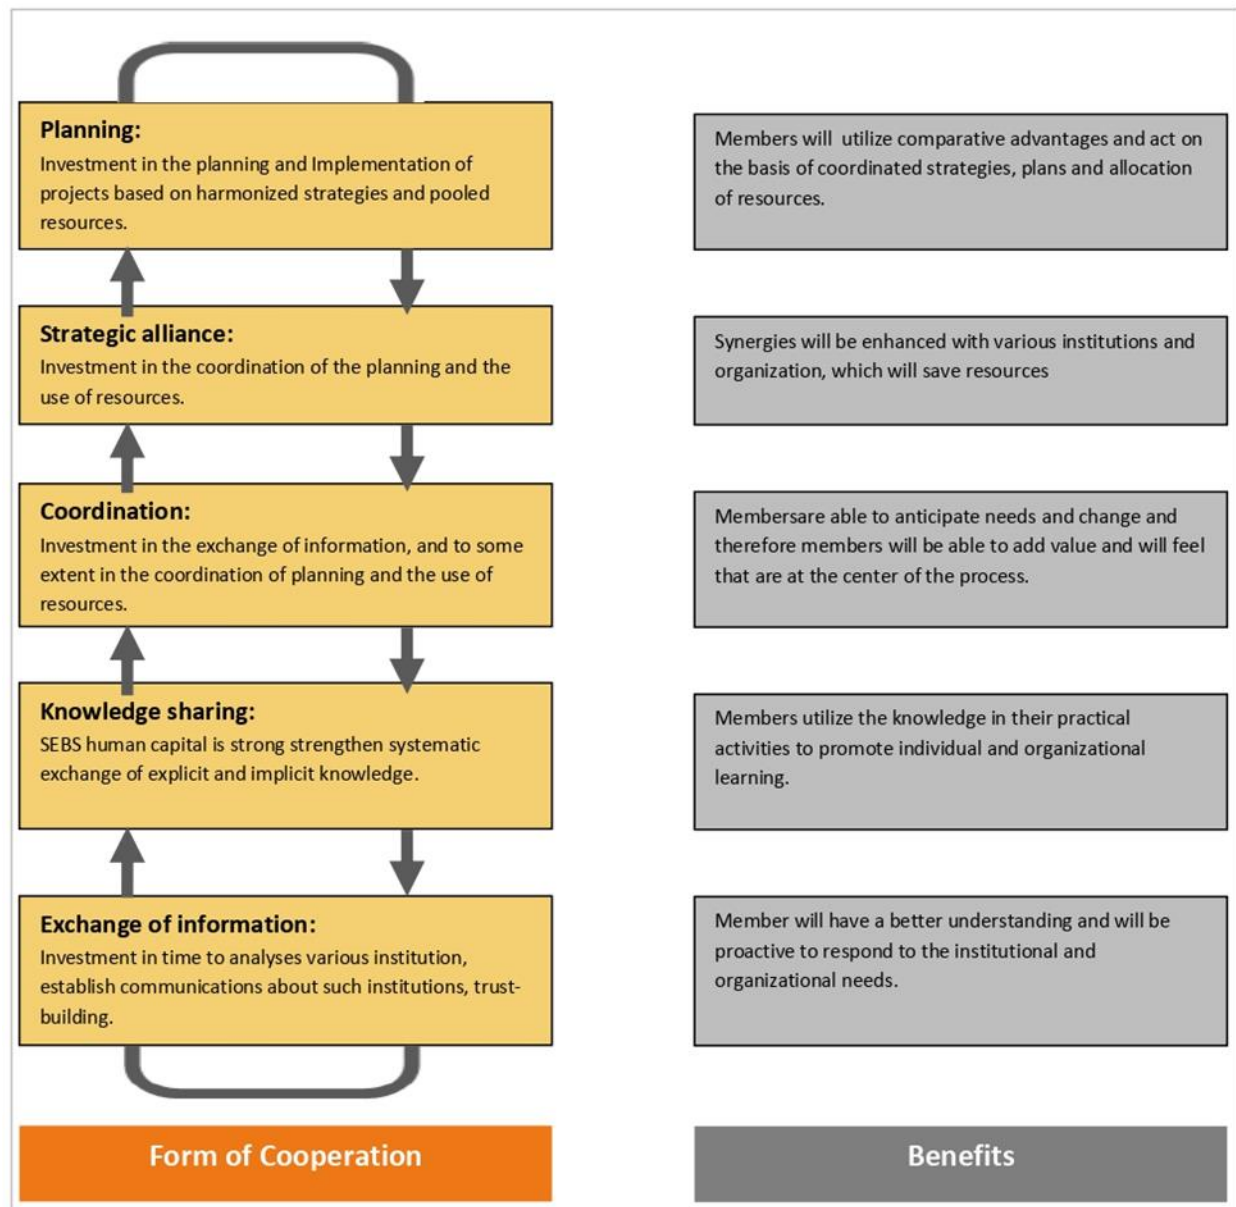 Planning:
Investment in the planning and Implementation of
projects based on harmonized strategies and pooled
resources.
Members will utilize comparative advantages and act on
the basis of coordinated strategies, plans and allocation
of resources.
Strategic alliance:
Investment in the coordination of the planning and the
use of resources.
Synergies will be enhanced with various institutions and
organization, which will save resources
Coordination:
Investment in the exchange of information, and to some
extent in the coordination of planning and the use of
resources.
Membersare able to anticipate needs and change and
therefore members will be able to add value and will feel
that are at the center of the process.
Knowledge sharing:
SEBS human capital is strong strengthen systematic
exchange of explicit and implicit knowledge.
Members utilize the knowledge in their practical
activities to promote individual and organizational
learning.
Exchange of information:
Investment in time to analyses various institution,
establish communications about such institutions, trust-
building.
Member will have a better understanding and will be
proactive to respond to the institutional and
organizational needs.
Form of Cooperation
Benefits